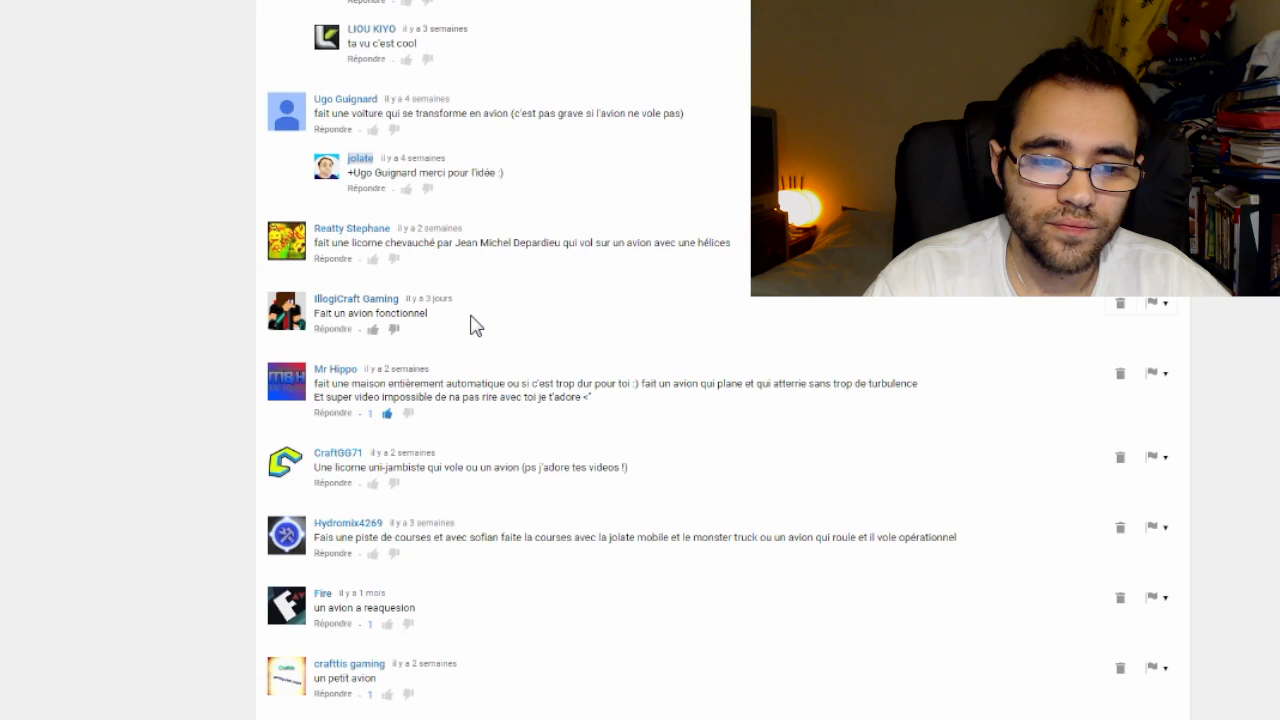 Répondre
LIOU KIYO il y a 3 semaines
ta vu c'est cool
Répondre
Ugo Guignard il y a 4 semaines
fait une voiture qui se transforme en avion (c'est pas grave si l'avion ne vole pas)
Répondre
jolate il y a 4 semaines
+Ugo Guignard merci pour l'idée :)
Répondre
Reatty Stephane il y a 2 semaines
fait une licorne chevauché par Jean Michel Depardieu qui vol sur un avion avec une hélices
Répondre
IllogiCraft Gaming il y a 3 jours
Fait un avion fonctionnel
Répondre
Mr Hippo il y a 2 semaines
fait une maison entièrement automatique ou si c'est trop dur pour toi :) fait un avion qui plane et qui atterrie sans trop de turbulence
Et super video impossible de na pas rire avec toi je t'adore <"
Répondre 1
CraftGG71 il y a 2 semaines
Une licorne uni-jambiste qui vole ou un avion (ps j'adore tes videos !)
Répondre
Hydromix4269 il y a 3 semaines
Fais une piste de courses et avec sofian faite la courses avec la jolate mobile et le monster truck ou un avion qui roule et il vole opérationnel
Répondre
Fire il y a 1 mois
un avion a reaquesion
Répondre 1
crafttis gaming il y a 2 semaines
un petit avion
Répondre 1